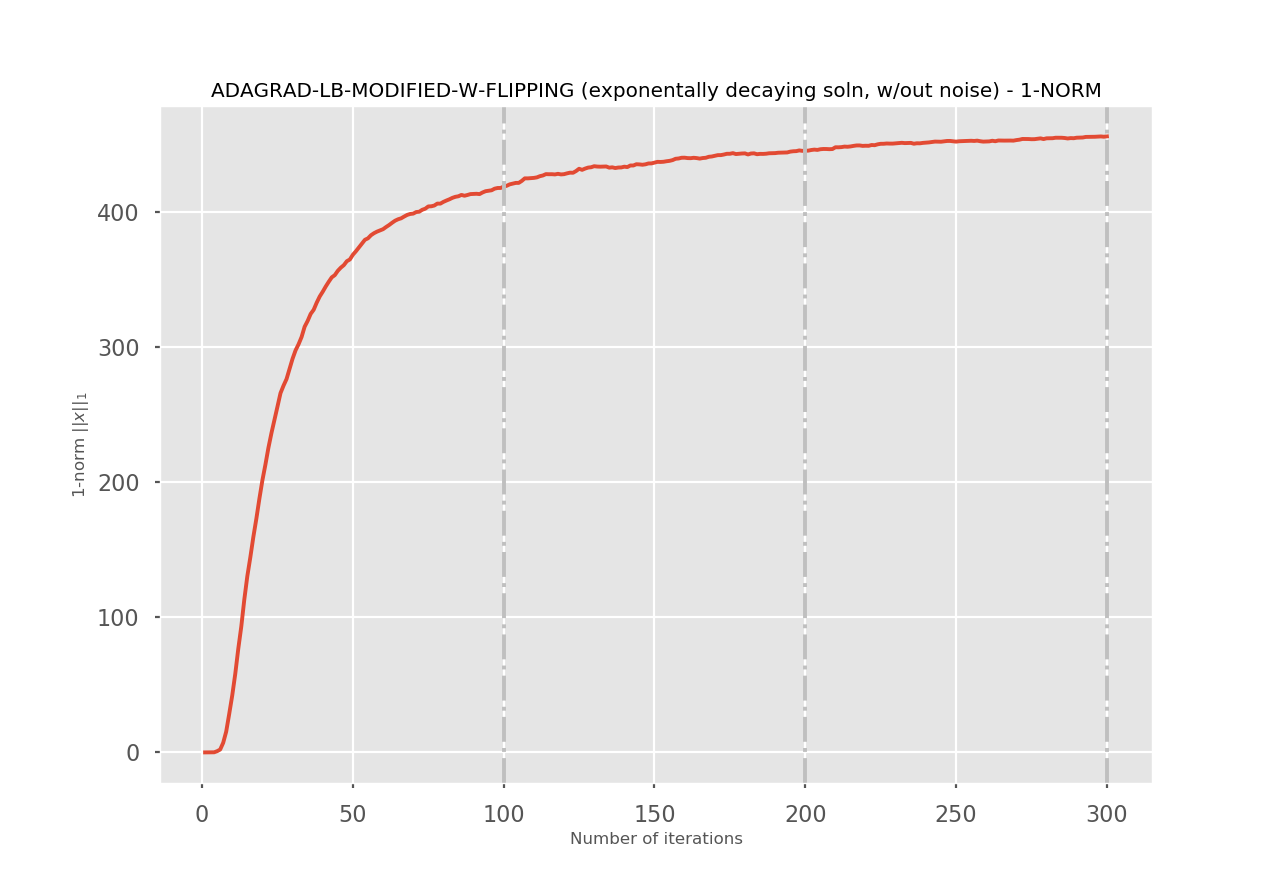 ADAGRAD-LB-MODIFIED-W-FLIPPING (exponentially decaying soln, w/out noise) - 1-NORM
400
300
200
100
0
1-norm ||x||₁
0 50 100 150 200 250 300
Number of iterations